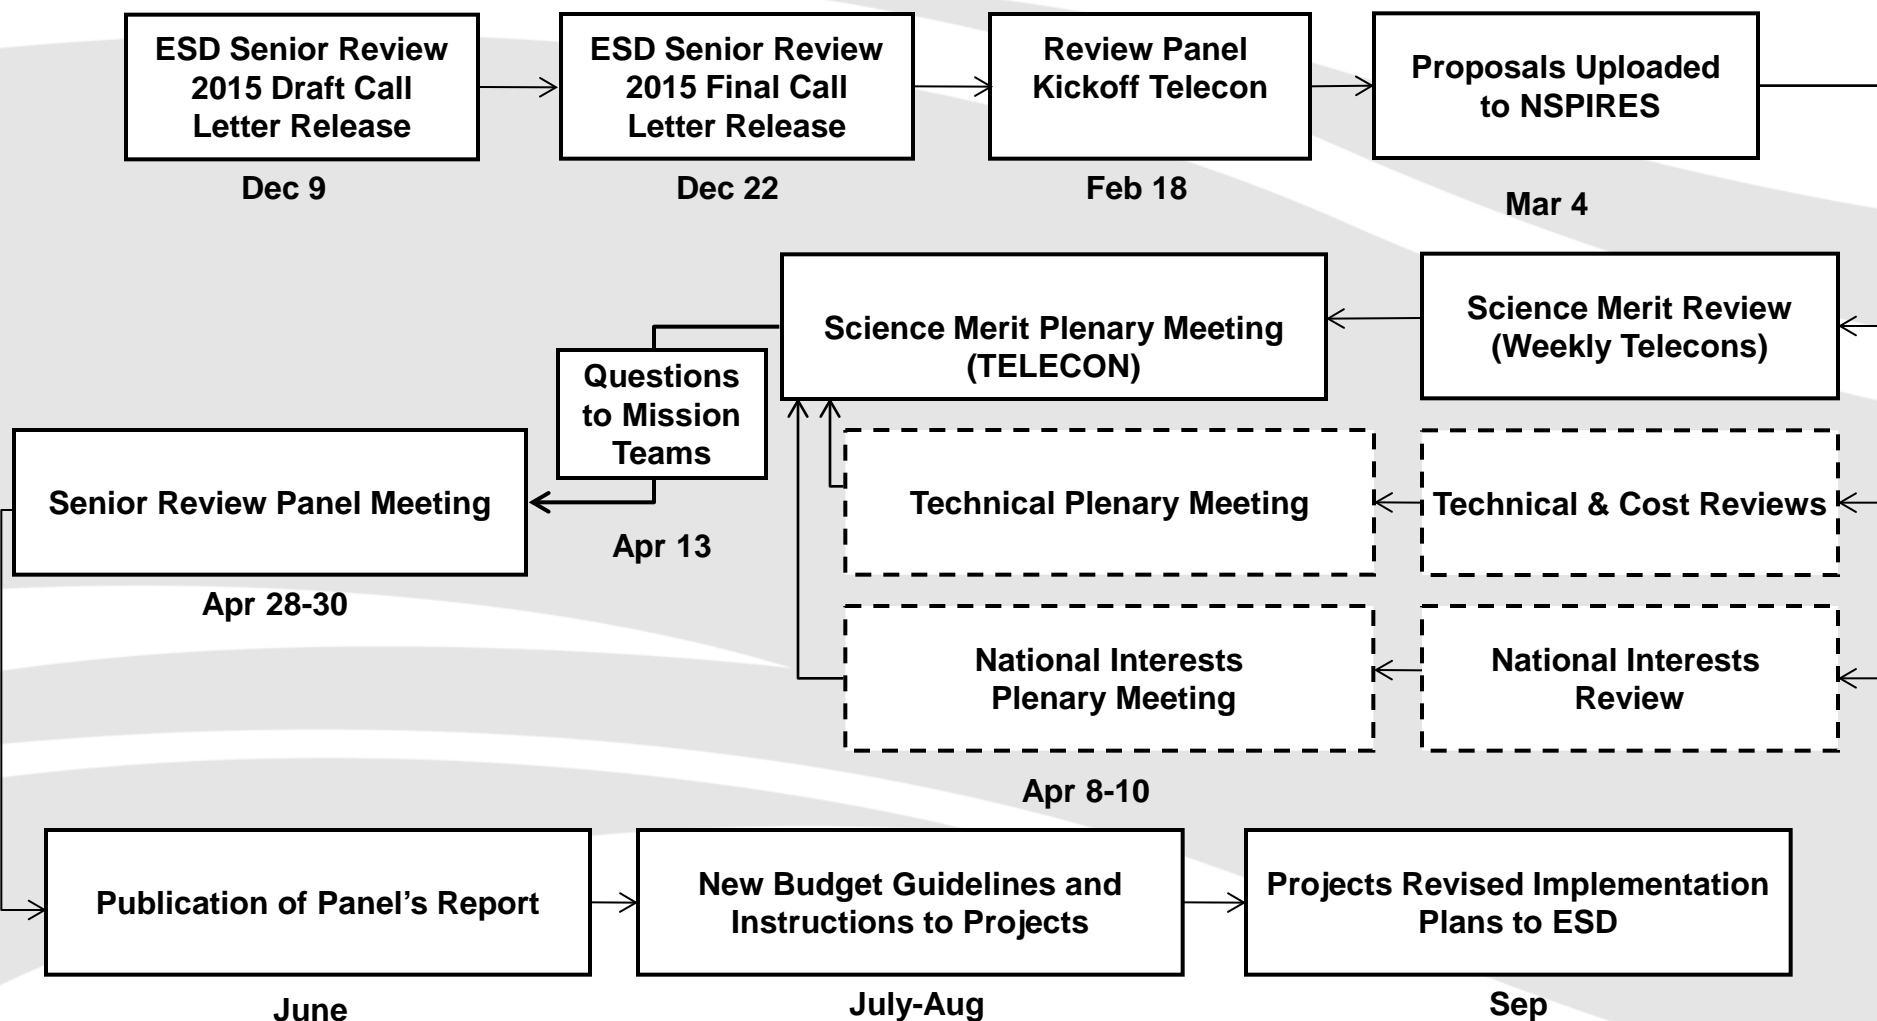 ESD Senior Review
2015 Draft Call
Letter Release
Dec 9
ESD Senior Review
2015 Final Call
Letter Release
Dec 22
Review Panel
Kickoff Telecon
Feb 18
Proposals Uploaded
to NSPIRES
Mar 4
Science Merit Review
(Weekly Telecons)
Science Merit Plenary Meeting
(TELECON)
Technical & Cost Reviews
Technical Plenary Meeting
National Interests
Review
National Interests
Plenary Meeting
Apr 8-10
Questions
to Mission
Teams
Apr 13
Senior Review Panel Meeting
Apr 28-30
Publication of Panel’s Report
June
New Budget Guidelines and
Instructions to Projects
July-Aug
Projects Revised Implementation
Plans to ESD
Sep